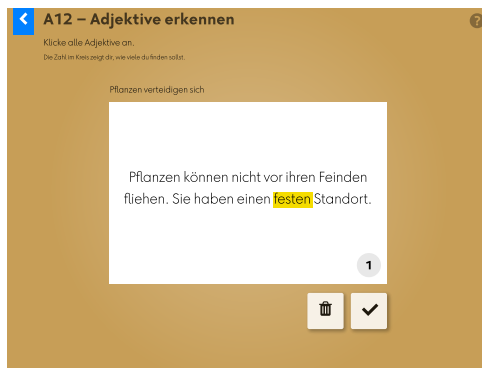 A12 – Adjektive erkennen
?
Klicke alle Adjektive an.
Die Zahl im Kreis zeigt dir, wie viele du finden sollst.
Pflanzen verteidigen sich
Pflanzen können nicht vor ihren Feinden
fliehen. Sie haben einen festen Standort.
1